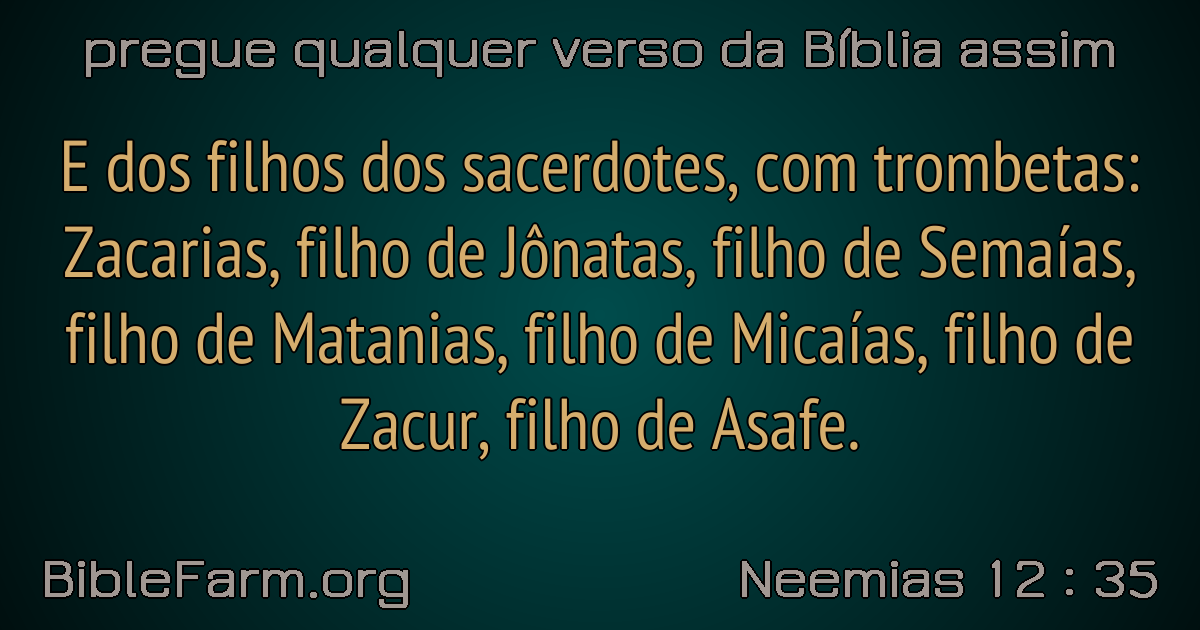 pregue qualquer verso da Bíblia assim
E dos filhos dos sacerdotes, com trombetas:
Zacarias, filho de Jônatas, filho de Semaías,
filho de Matanias, filho de Micaías, filho de
Zacur, filho de Asafe.
BibleFarm.org
Neemias 12 : 35